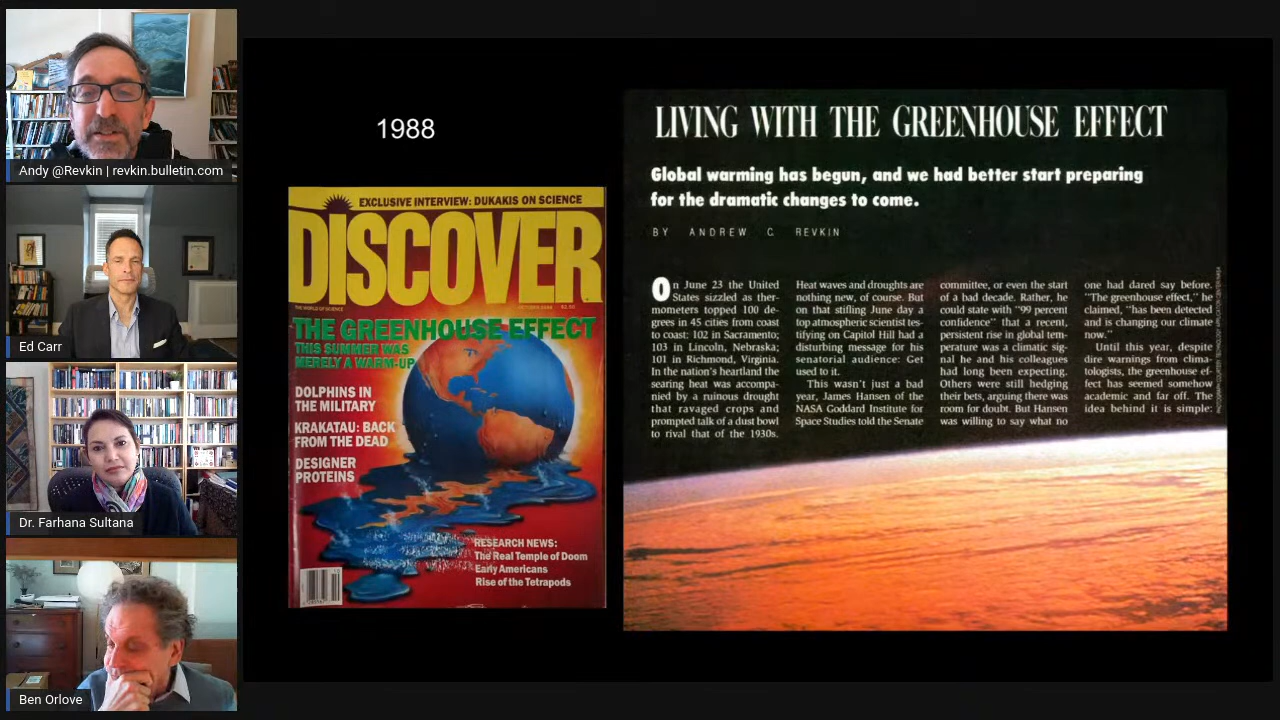 Andy @Revkin | revkin.bulletin.com
Ed Carr
Dr. Farhana Sultana
Ben Orlove
1988
EXCLUSIVE INTERVIEW: DUKAKIS ON SCIENCE
DISCOVER
THE WORLD OF SCIENCE
THE GREENHOUSE EFFECT
THIS SUMMER WAS
MERELY A WARM-UP
DOLPHINS IN
THE MILITARY
KRAKATAU: BACK
FROM THE DEAD
DESIGNER
PROTEINS
RESEARCH NEWS:
The Real Temple of Doom
Early Americans
Rise of the Tetrapods
LIVING WITH THE GREENHOUSE EFFECT
Global warming has begun, and we had better start preparing
for the dramatic changes to come.
BY ANDREW C. REVKIN
On June 23 the United
States sizzled as ther-
mometers topped 100 de-
grees in 45 cities from coast
to coast: 102 in Sacramento;
103 in Lincoln, Nebraska;
101 in Richmond, Virginia.
In the nation's heartland the
searing heat was accompa-
nied by a ruinous drought
that ravaged crops and
prompted talk of a dust bowl
to rival that of the 1930s.
Heat waves and droughts are
nothing new, of course. But
on that stifling June day a
top atmospheric scientist tes-
tifying on Capitol Hill had a
disturbing message for his
senatorial audience: Get
used to it.
This wasn't just a bad
year, James Hansen of the
NASA Goddard Institute for
Space Studies told the Senate
committee, or even the start
of a bad decade. Rather, he
could state with "99 percent
confidence" that a recent,
persistent rise in global tem-
perature was a climatic sig-
nal he and his colleagues
had long been expecting.
Others were still hedging
their bets, arguing there was
room for doubt. But Hansen
was willing to say what no
one had dared say before.
"The greenhouse effect," he
claimed, "has been detected
and is changing our climate
now."
Until this year, despite
dire warnings from clima-
tologists, the greenhouse ef-
fect has seemed somehow
academic and far off. The
idea behind it is simple: